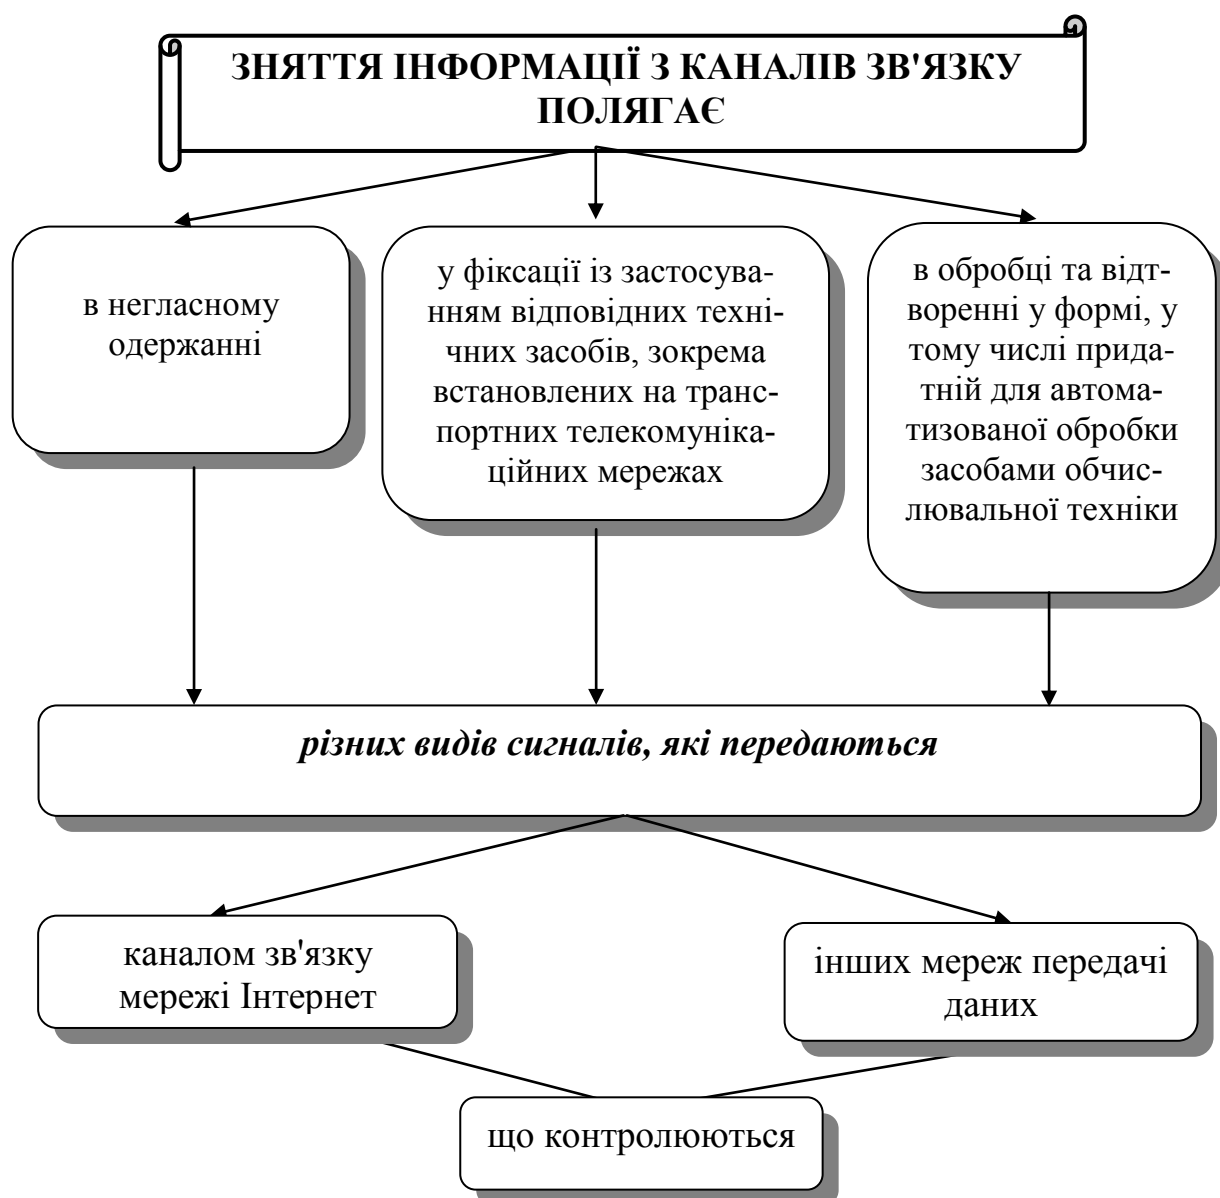 ЗНЯТТЯ ІНФОРМАЦІЇ З КАНАЛІВ ЗВ'ЯЗКУ
ПОЛЯГАЄ
в негласному
одержанні
у фіксації із застосува-
нням відповідних техні-
чних засобів, зокрема
встановлених на транс-
портних телекомуніка-
ційних мережах
в обробці та відт-
воренні у формі, у
тому числі прида-
тній для автома-
тизованої обробки
засобами обчис-
лювальної техніки
різних видів сигналів, які передаються
каналом зв'язку
мережі Інтернет
інших мереж передачі
даних
що контролюються